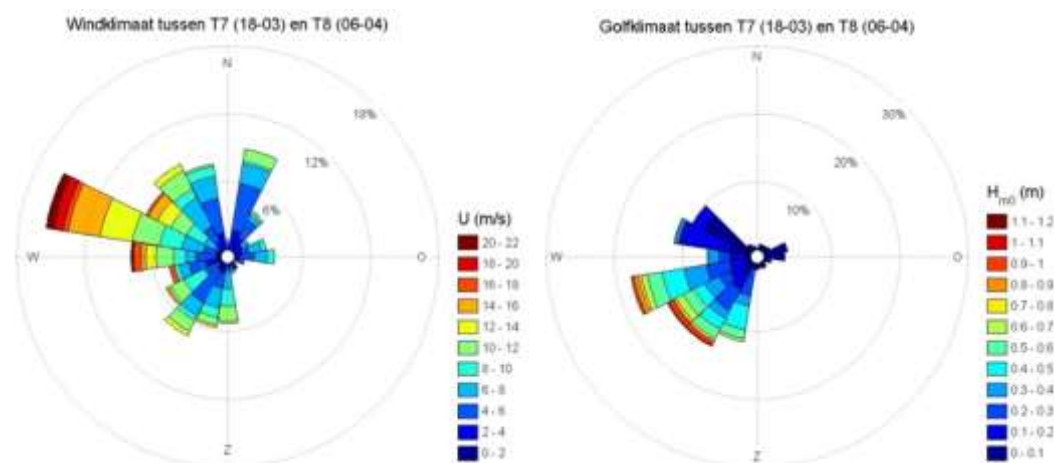 Windklimaat tussen T7 (18-03) en T8 (06-04)
N
18%
12%
6%
W
O
Z
U (m/s)
20 - 22
18 - 20
16 - 18
14 - 16
12 - 14
10 - 12
8 - 10
6 - 8
4 - 6
2 - 4
0 - 2
Golfklimaat tussen T7 (18-03) en T8 (06-04)
N
30%
20%
10%
W
O
Z
Hm0 (m)
1.1 - 1.2
1 - 1.1
0.9 - 1
0.8 - 0.9
0.7 - 0.8
0.6 - 0.7
0.5 - 0.6
0.4 - 0.5
0.3 - 0.4
0.2 - 0.3
0.1 - 0.2
0 - 0.1